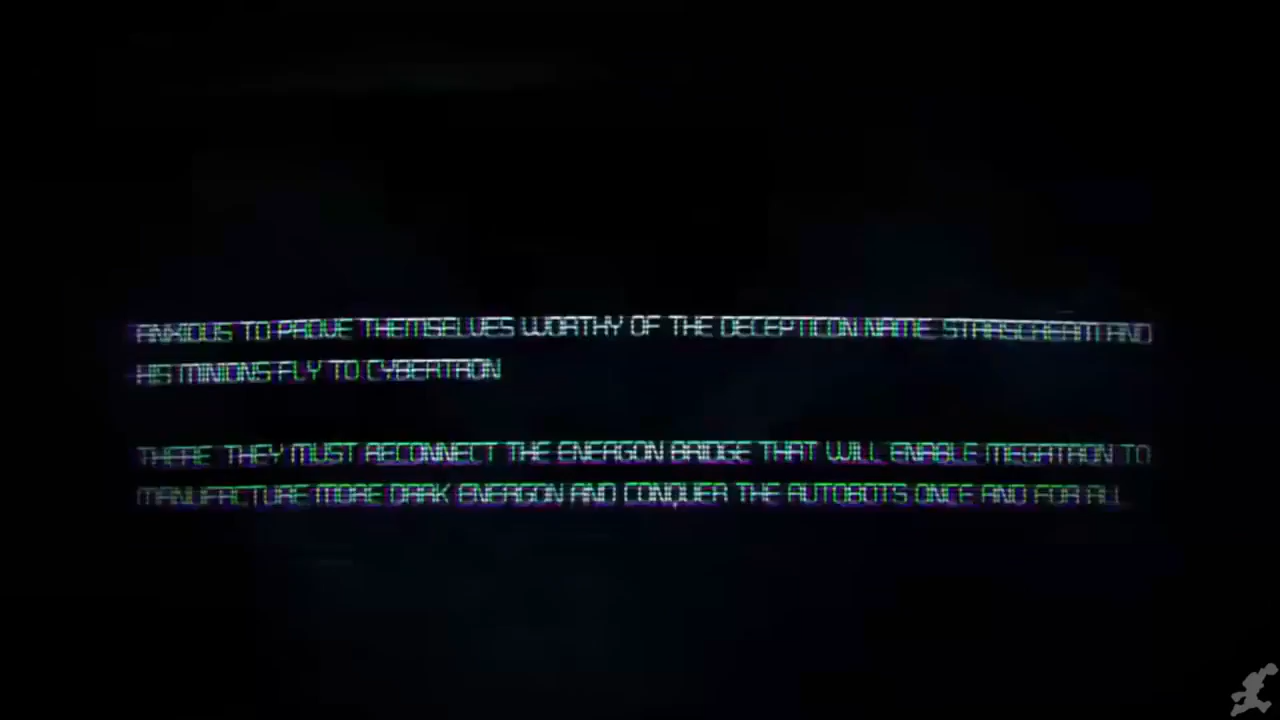 ANXIOUS TO PROVE THEMSELVES WORTHY OF THE DECEPTICON NAME STARSCREAM AND
HIS MINIONS FLY TO CYBERTRON
THERE THEY MUST RECONNECT THE ENERGON BRIDGE THAT WILL ENABLE MEGATRON TO
MANUFACTURE MORE DARK ENERGON AND CONQUER THE AUTOBOTS ONCE AND FOR ALL